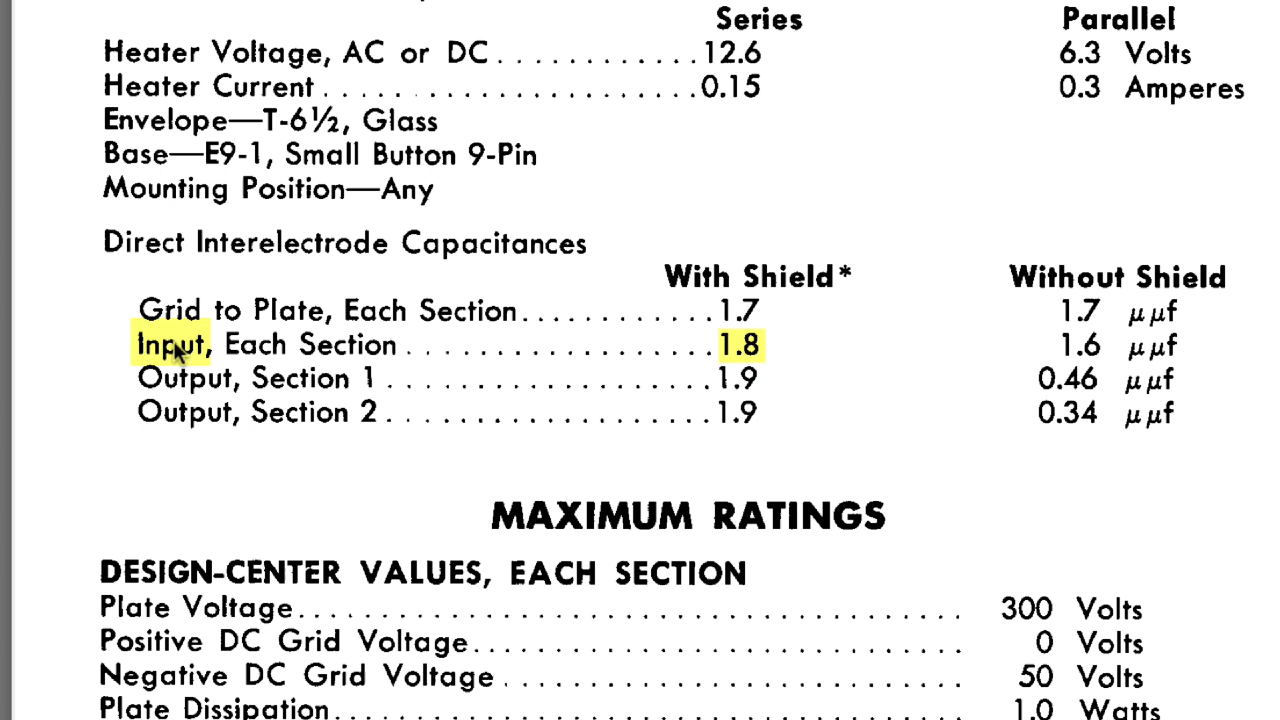 Series Parallel
Heater Voltage, AC or DC............12.6 6.3 Volts
Heater Current.....................0.15 0.3 Amperes
Envelope—T-6½, Glass
Base—E9-1, Small Button 9-Pin
Mounting Position—Any
Direct Interelectrode Capacitances
With Shield* Without Shield
Grid to Plate, Each Section............1.7 1.7 μμf
Input, Each Section...................1.8 1.6 μμf
Output, Section 1....................1.9 0.46 μμf
Output, Section 2....................1.9 0.34 μμf
MAXIMUM RATINGS
DESIGN-CENTER VALUES, EACH SECTION
Plate Voltage........................................ 300 Volts
Positive DC Grid Voltage.............................. 0 Volts
Negative DC Grid Voltage............................. 50 Volts
Plate Dissipation..................................... 1.0 Watts